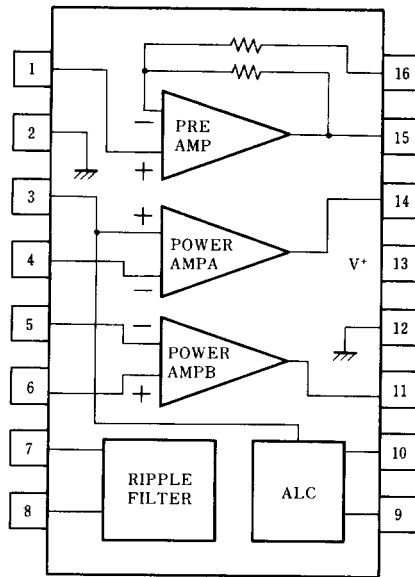 1
2
3
4
5
6
7
8
16
15
14
13
12
11
10
9
−
PRE
AMP
+
+
POWER
AMPA
−
−
POWER
AMPB
+
V+
RIPPLE
FILTER
ALC